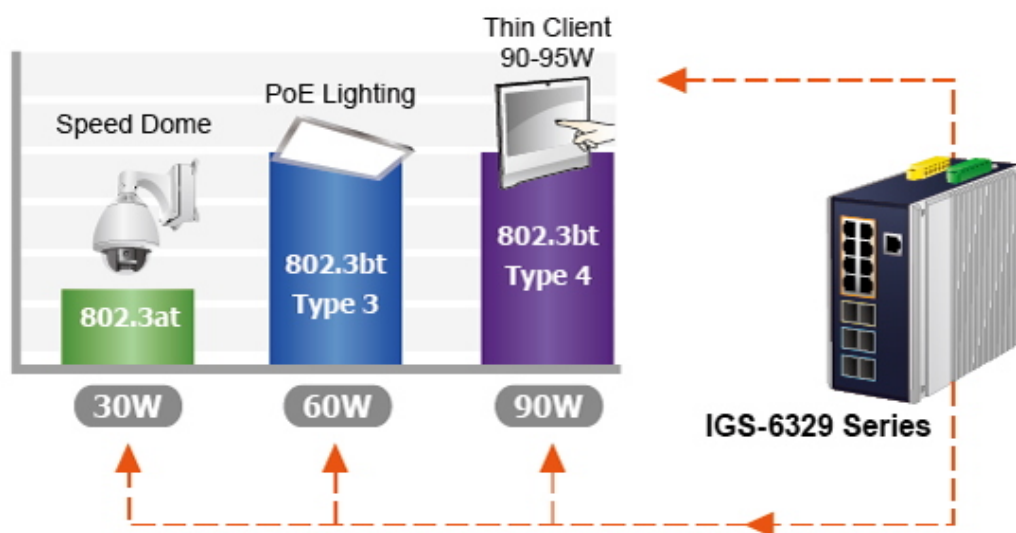 Thin Client
90-95W
PoE Lighting
Speed Dome
802.3at
802.3bt
Type 3
802.3bt
Type 4
30W
60W
90W
IGS-6329 Series